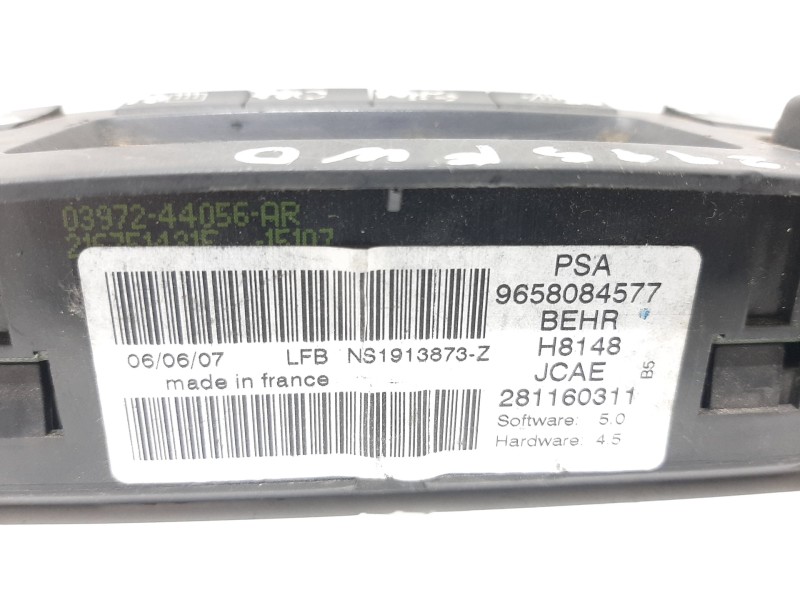 03972-44056-AR
PSA
9658084577
BEHR
06/06/07 LFB NS1913873-Z
H8148
made in france
JCAE
B5
281160311
Software: 5.0
Hardware: 4.5